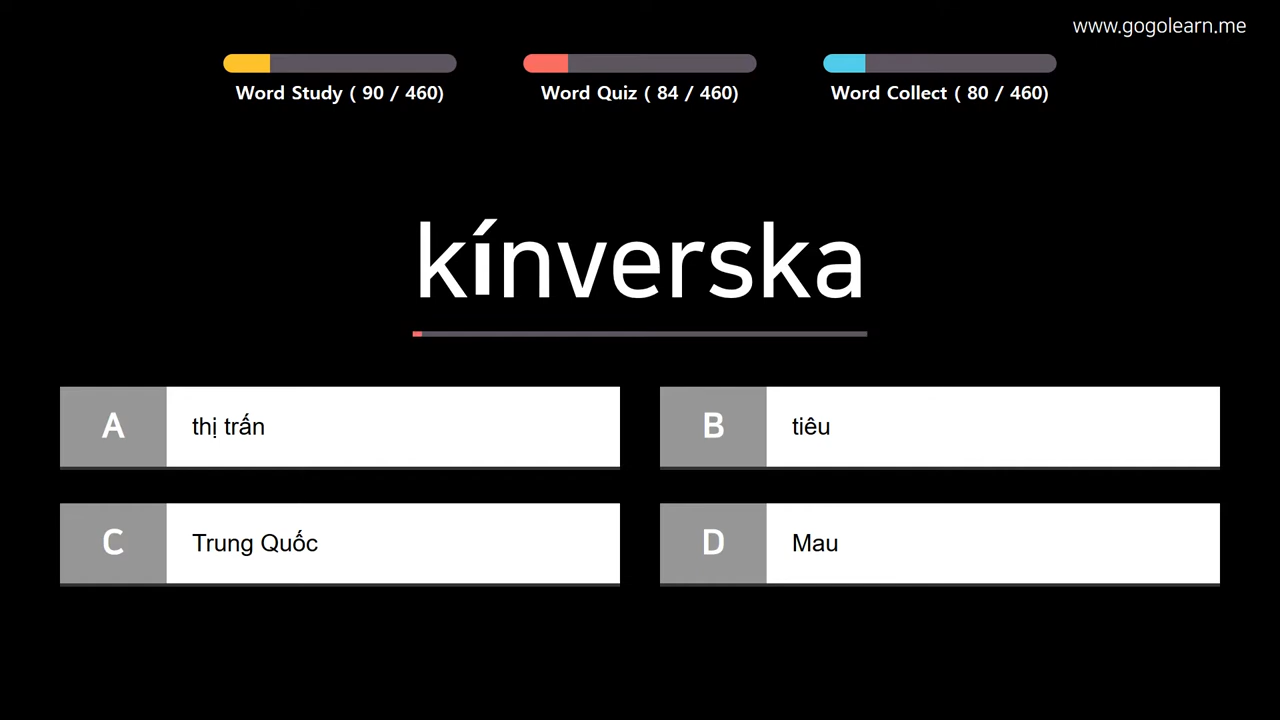 www.gogolearn.me
Word Study ( 90 / 460)
Word Quiz ( 84 / 460)
Word Collect ( 80 / 460)
kínverska
A thị trấn
B tiêu
C Trung Quốc
D Mau